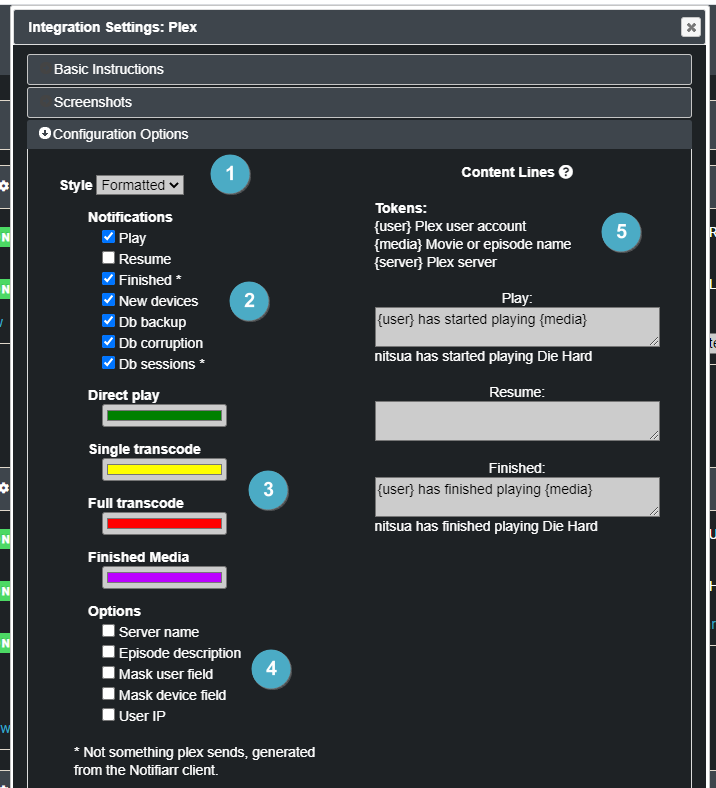 Integration Settings: Plex
Basic Instructions
Screenshots
Configuration Options
1
Style Formatted
Notifications
Play
Resume
Finished *
New devices
Db backup
Db corruption
Db sessions *
2
Direct play
Single transcode
Full transcode
Finished Media
3
Options
Server name
Episode description
Mask user field
Mask device field
User IP
4
* Not something plex sends, generated
from the Notifiarr client.
Content Lines ?
Tokens:
{user} Plex user account
{media} Movie or episode name
{server} Plex server
5
Play:
{user} has started playing {media}
nitsua has started playing Die Hard
Resume:
Finished:
{user} has finished playing {media}
nitsua has finished playing Die Hard